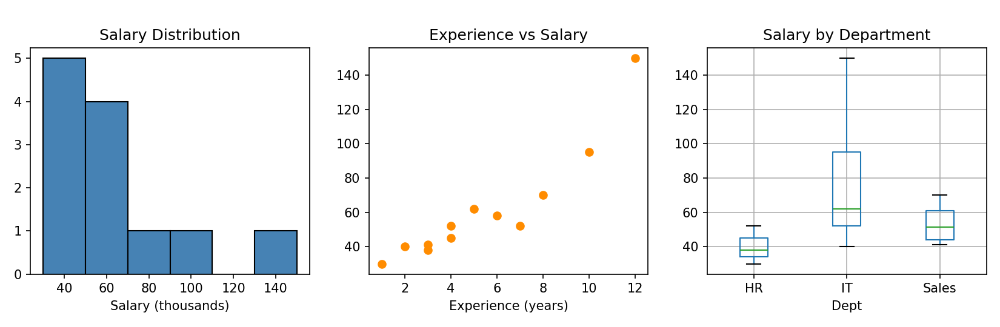 Salary Distribution
5
4
3
2
1
0
40 60 80 100 120 140
Salary (thousands)
Experience vs Salary
140
120
100
80
60
40
2 4 6 8 10 12
Experience (years)
Salary by Department
140
120
100
80
60
40
HR IT Sales
Dept